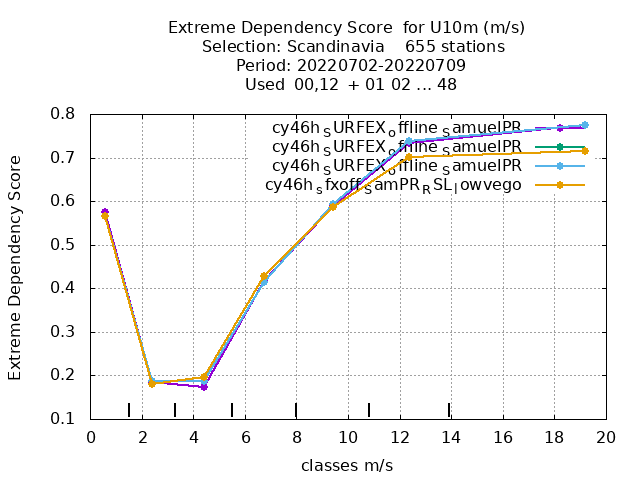 Extreme Dependency Score  for U10m (m/s)
Selection: Scandinavia    655 stations
Period: 20220702-20220709
Used  00,12  + 01 02 ... 48
Extreme Dependency Score
0.8
0.7
0.6
0.5
0.4
0.3
0.2
0.1
cy46h_SURFEX_offline_SamuelPR
cy46h_SURFEX_offline_SamuelPR
cy46h_SURFEX_offline_SamuelPR
cy46h_sfxoff_SamPR_RSL_lowvego
0 2 4 6 8 10 12 14 16 18 20
classes m/s